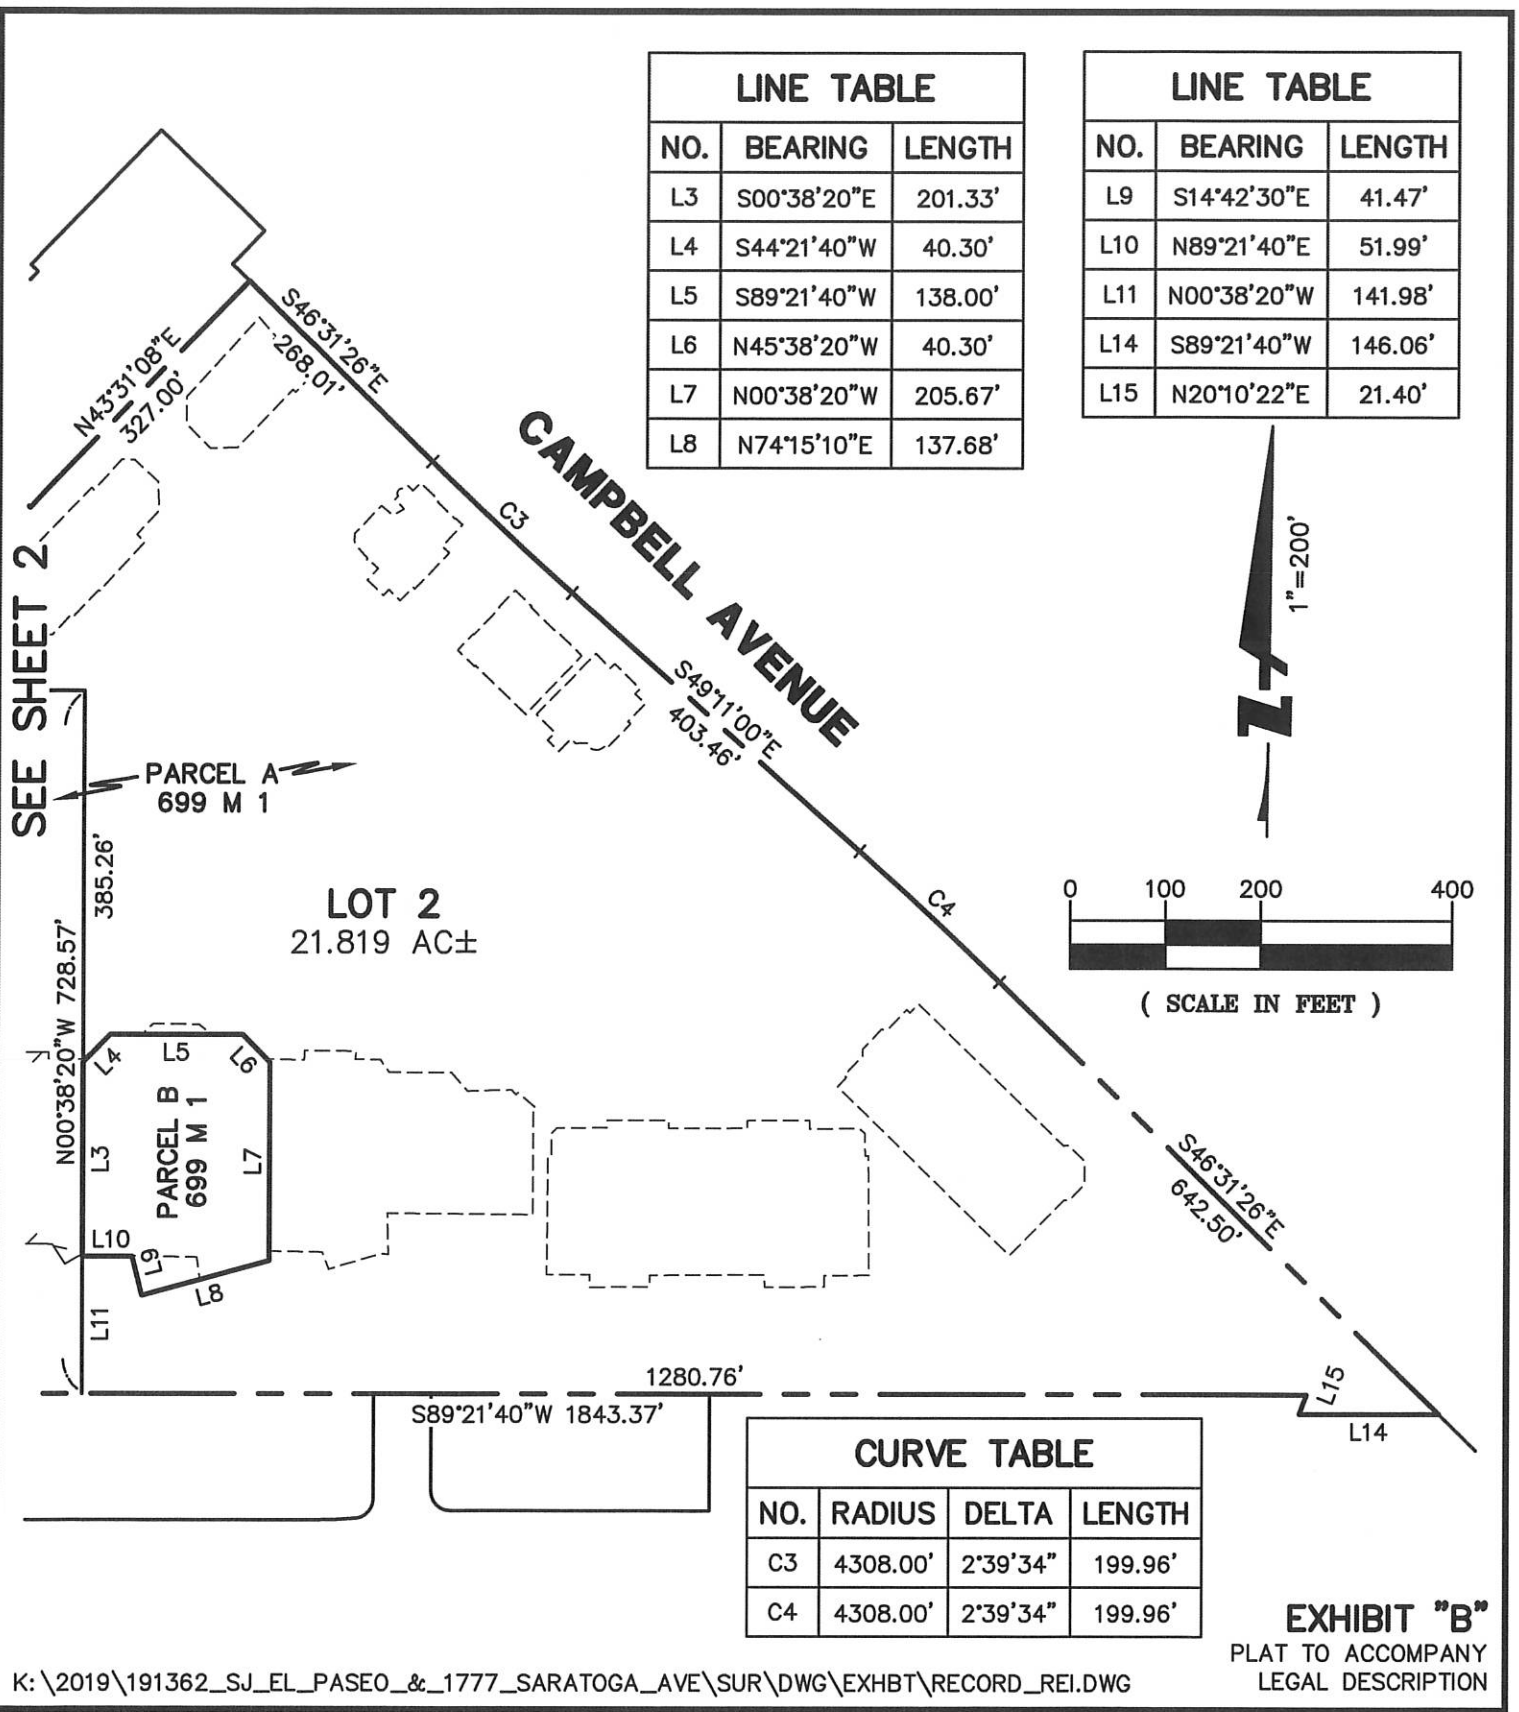 LINE TABLE
NO. BEARING LENGTH
L3 S00°38'20"E 201.33'
L4 S44°21'40"W 40.30'
L5 S89°21'40"W 138.00'
L6 N45°38'20"W 40.30'
L7 N00°38'20"W 205.67'
L8 N74°15'10"E 137.68'
LINE TABLE
NO. BEARING LENGTH
L9 S14°42'30"E 41.47'
L10 N89°21'40"E 51.99'
L11 N00°38'20"W 141.98'
L14 S89°21'40"W 146.06'
L15 N20°10'22"E 21.40'
S46°31'26"E
268.01'
N43°31'08"E
327.00'
CAMPBELL AVENUE
C3
SEE SHEET 2
1"=200'
S49°11'00"E
403.46'
PARCEL A
699 M 1
385.26'
LOT 2
21.819 AC±
C4
0 100 200 400
( SCALE IN FEET )
N00°38'20"W 728.57'
L4
L5
L6
PARCEL B
699 M 1
L3
L7
L10
L9
L8
L11
S46°31'26"E
642.50'
1280.76'
S89°21'40"W 1843.37'
L15
L14
CURVE TABLE
NO. RADIUS DELTA LENGTH
C3 4308.00' 2°39'34" 199.96'
C4 4308.00' 2°39'34" 199.96'
EXHIBIT "B"
PLAT TO ACCOMPANY
LEGAL DESCRIPTION
K:\2019\191362_SJ_EL_PASEO_&_1777_SARATOGA_AVE\SUR\DWG\EXHBT\RECORD_REI.DWG